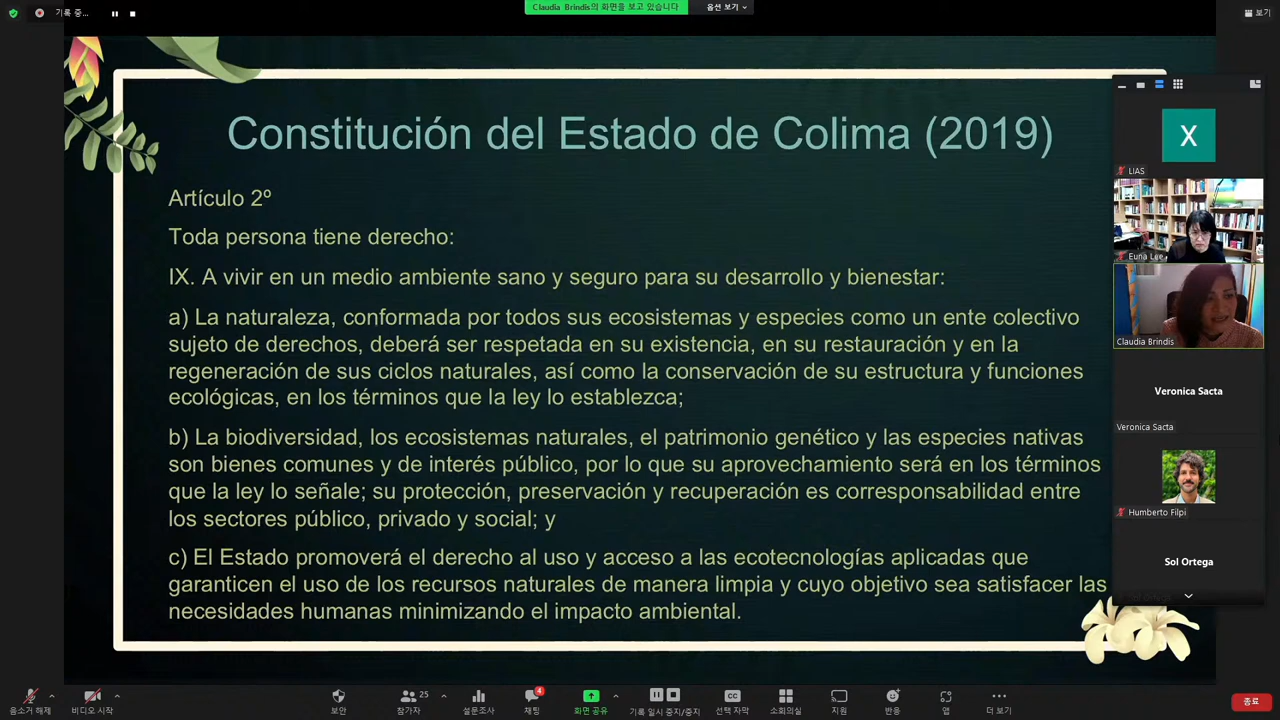 기록 중...
Claudia Brindis의 화면을 보고 있습니다
옵션 보기
보기
Constitución del Estado de Colima (2019)
Artículo 2º
Toda persona tiene derecho:
IX. A vivir en un medio ambiente sano y seguro para su desarrollo y bienestar:
a) La naturaleza, conformada por todos sus ecosistemas y especies como un ente colectivo
sujeto de derechos, deberá ser respetada en su existencia, en su restauración y en la
regeneración de sus ciclos naturales, así como la conservación de su estructura y funciones
ecológicas, en los términos que la ley lo establezca;
b) La biodiversidad, los ecosistemas naturales, el patrimonio genético y las especies nativas
son bienes comunes y de interés público, por lo que su aprovechamiento será en los términos
que la ley lo señale; su protección, preservación y recuperación es corresponsabilidad entre
los sectores público, privado y social; y
c) El Estado promoverá el derecho al uso y acceso a las ecotecnologías aplicadas que
garanticen el uso de los recursos naturales de manera limpia y cuyo objetivo sea satisfacer las
necesidades humanas minimizando el impacto ambiental.
X
LIAS
Euna Lee
Claudia Brindis
Veronica Sacta
Veronica Sacta
Humberto Filpi
Sol Ortega
음소거 해제
비디오 시작
보안
참가자
25
설문조사
채팅
4
화면 공유
기록 일시 중지/중지
CC
선택 자막
소회의실
지원
반응
앱
더 보기
종료